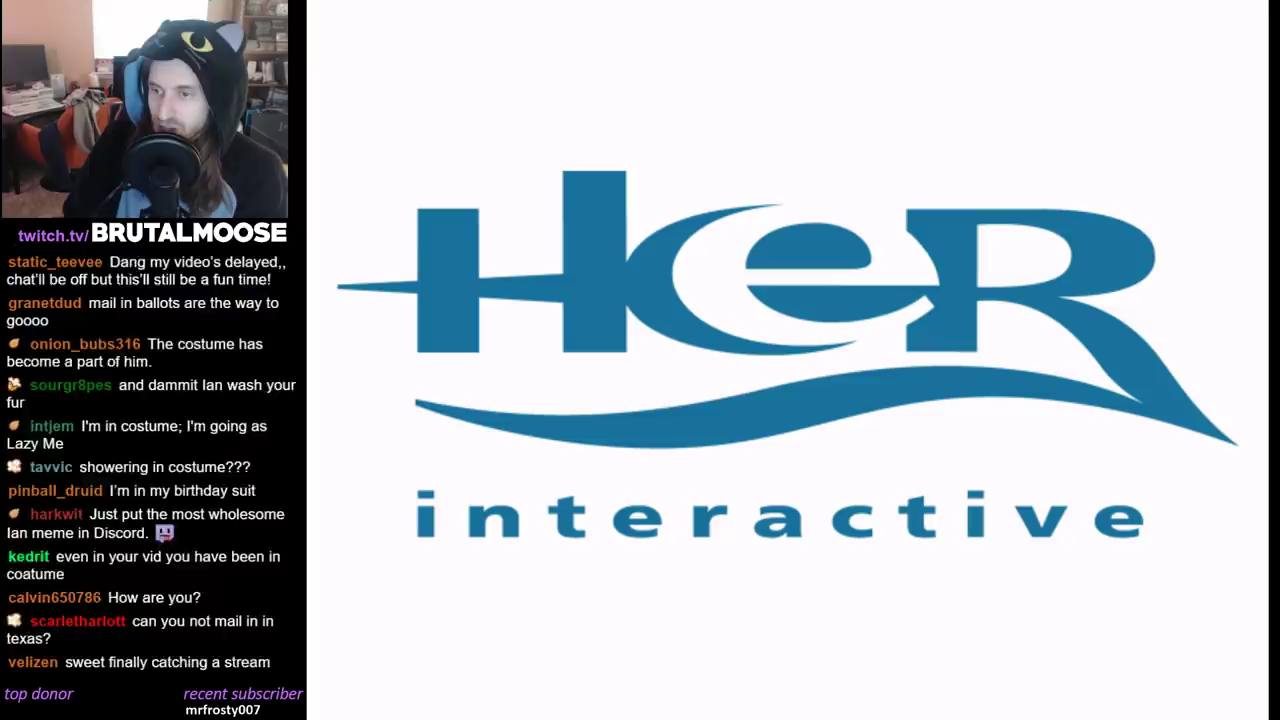 twitch.tv/BRUTALMOOSE
static_teevee Dang my video's delayed,,
chat'll be off but this'll still be a fun time!
granetdud mail in ballots are the way to
goooo
onion_bubs316 The costume has
become a part of him.
sourgr8pes and dammit Ian wash your
fur
intjem I'm in costume; I'm going as
Lazy Me
tavvic showering in costume???
pinball_druid I'm in my birthday suit
harkwit Just put the most wholesome
Ian meme in Discord.
kedrit even in your vid you have been in
coatume
calvin650786 How are you?
scarletharlott can you not mail in in
texas?
velizen sweet finally catching a stream
top donor recent subscriber
mrfrosty007
HeR
interactive